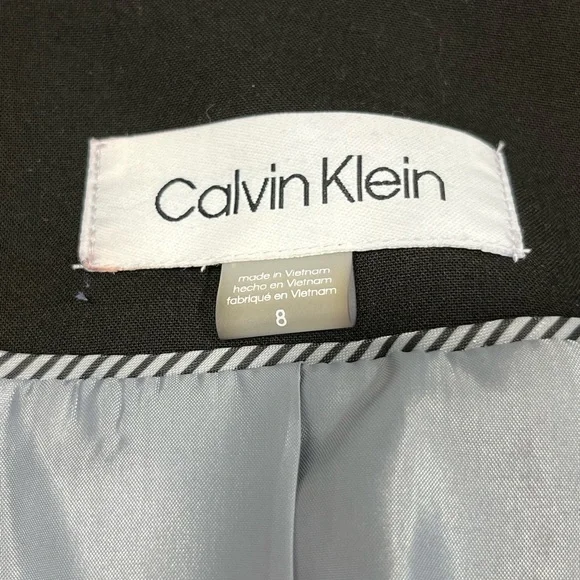 Calvin Klein
made in Vietnam
hecho en Vietnam
fabriqué en Vietnam
8